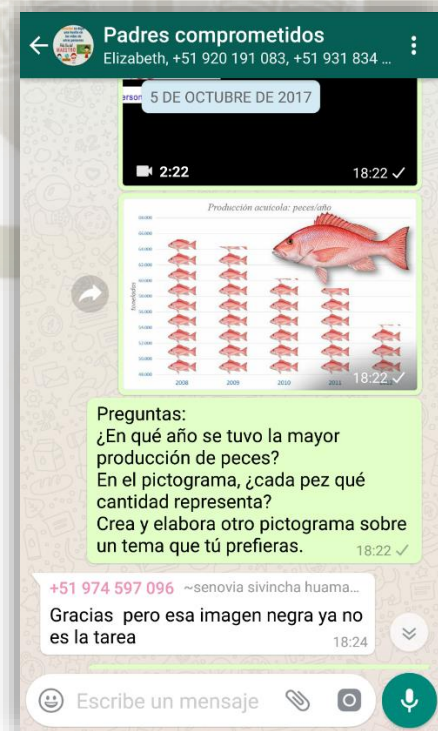 Padres comprometidos
Elizabeth, +51 920 191 083, +51 931 834 ...
5 DE OCTUBRE DE 2017
2:22
18:22
Producción acuícola: peces/año
toneladas
2008 2009 2010 2011
18:22
Preguntas:
¿En qué año se tuvo la mayor
producción de peces?
En el pictograma, ¿cada pez qué
cantidad representa?
Crea y elabora otro pictograma sobre
un tema que tú prefieras.
18:22
+51 974 597 096 ~senovia sivincha huama...
Gracias pero esa imagen negra ya no
es la tarea
18:24
Escribe un mensaje